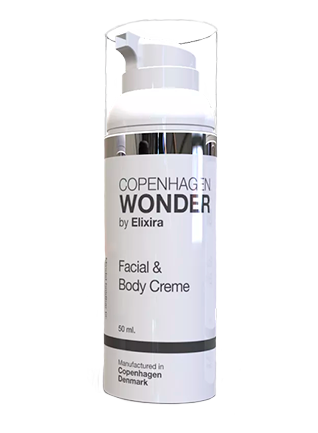 COPENHAGEN
WONDER
by Elixira
Facial &
Body Creme
50 ml.
Manufactured in
Copenhagen
Denmark